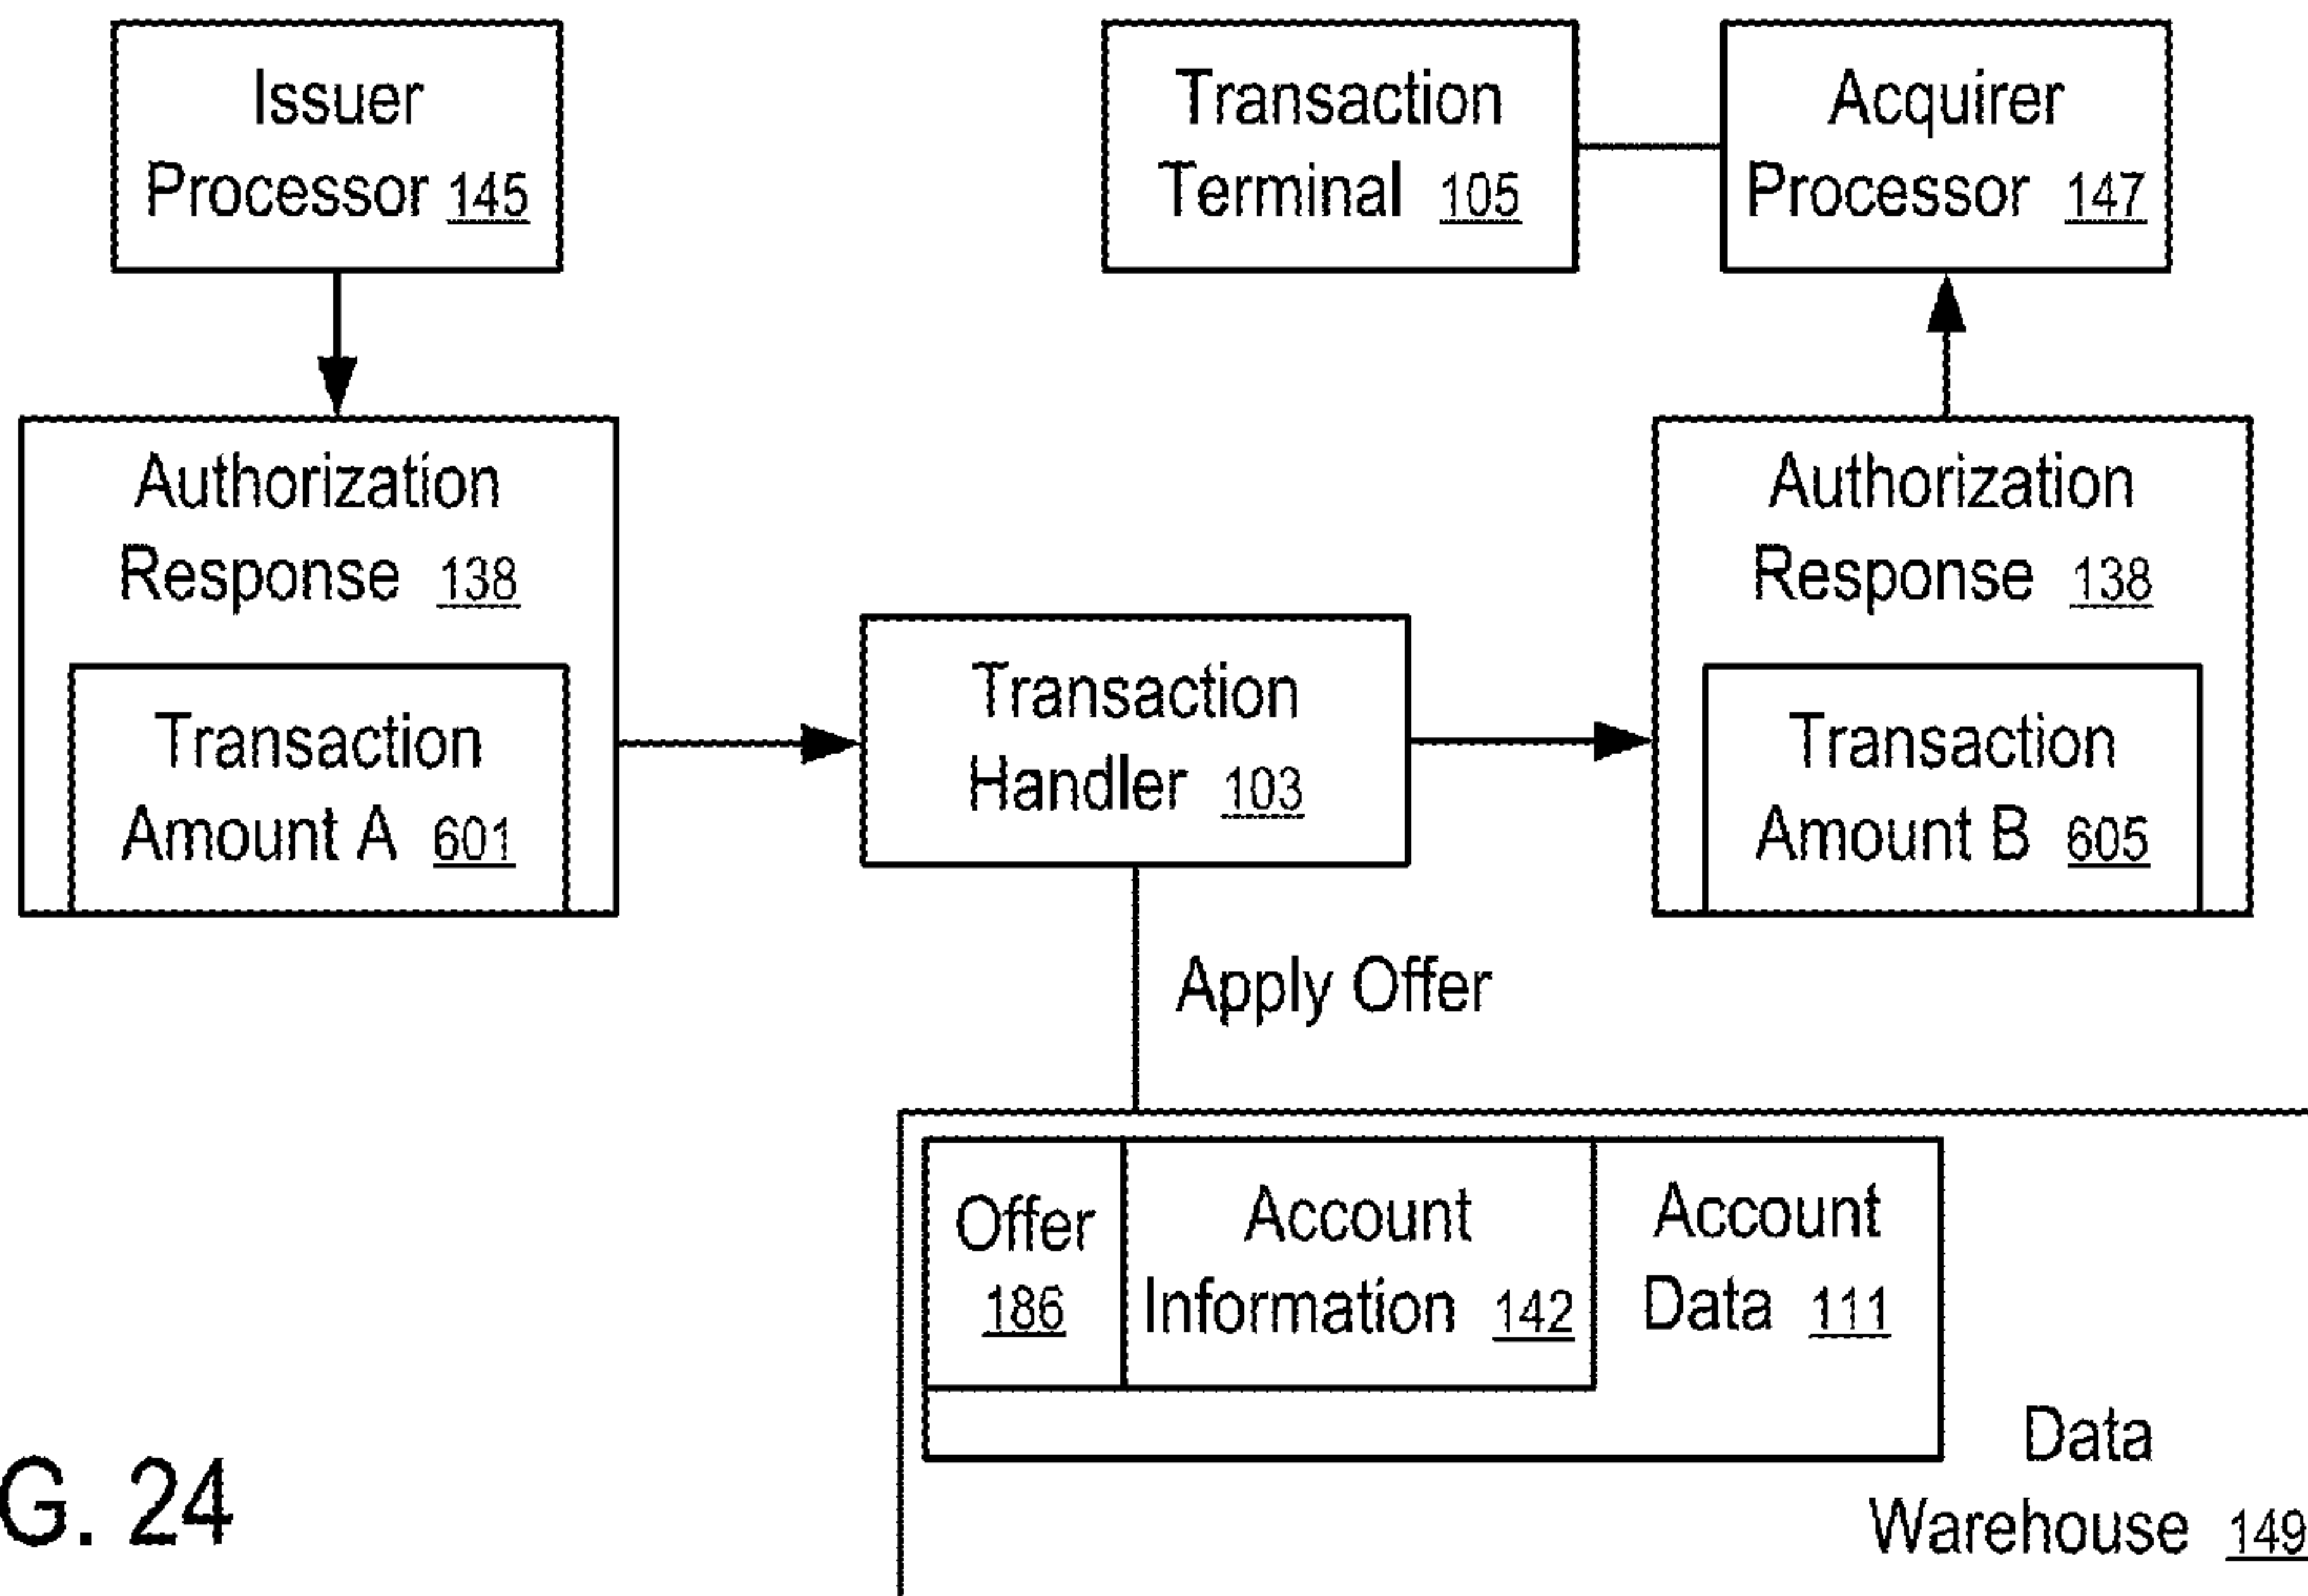 Issuer
Processor 145
Transaction
Terminal 105
Acquirer
Processor 147
Authorization
Response 138
Transaction
Amount A 601
Transaction
Handler 103
Authorization
Response 138
Transaction
Amount B 605
Apply Offer
Offer
186
Account
Information 142
Account
Data 111
Data
Warehouse 149
G. 24